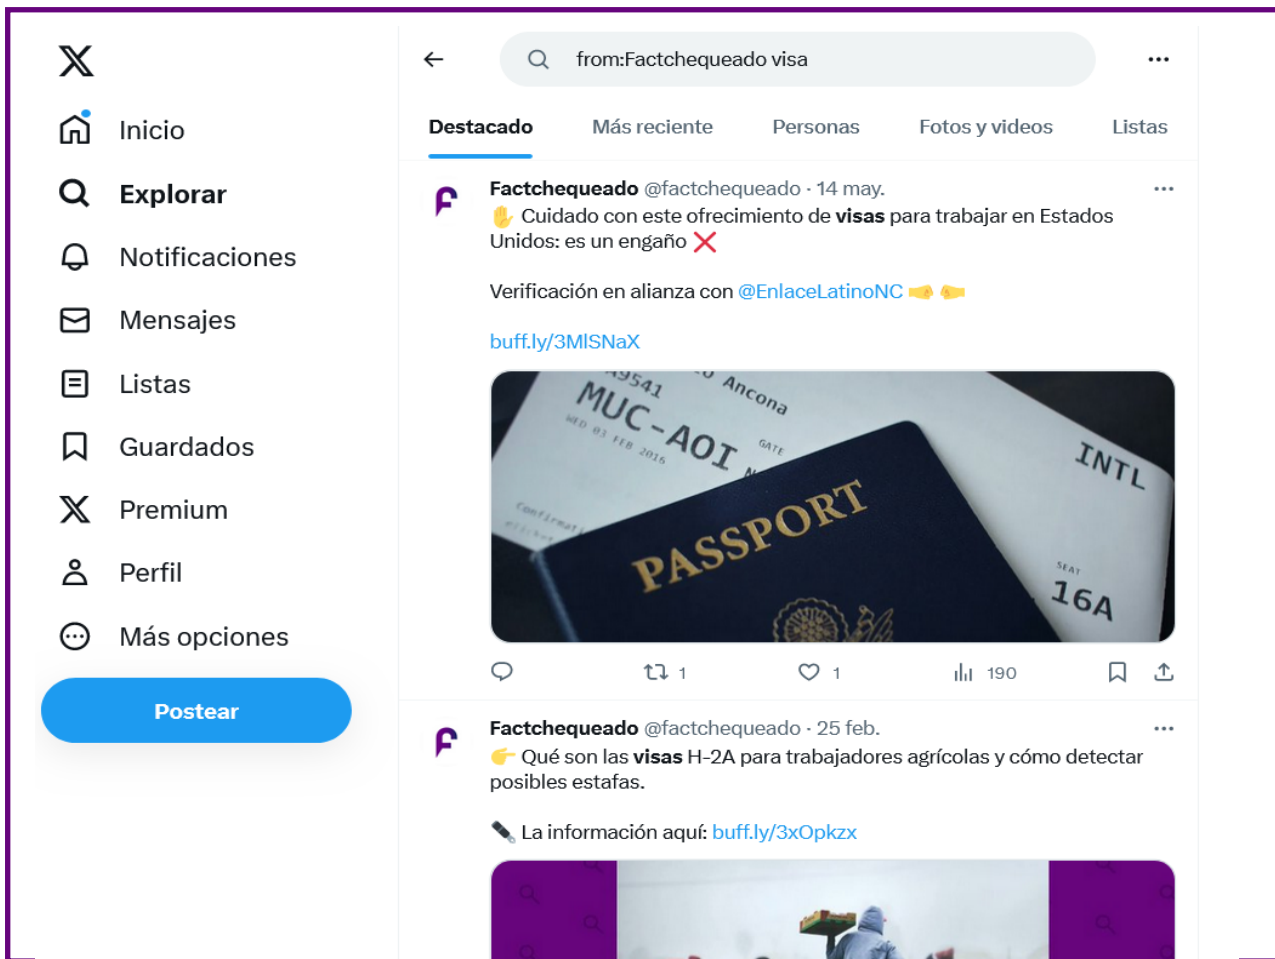 from:Factchequeado visa
Inicio
Explorar
Notificaciones
Mensajes
Listas
Guardados
Premium
Perfil
Más opciones
Postear
Destacado Más reciente Personas Fotos y videos Listas
Factchequeado @factchequeado · 14 may.
✋ Cuidado con este ofrecimiento de visas para trabajar en Estados
Unidos: es un engaño ❌
Verificación en alianza con @EnlaceLatinoNC 🤜 🤛
buff.ly/3MlSNaX
Ancona
MUC-AOI
WED 03 FEB 2016
GATE
INTL
PASSPORT
SEAT
16A
1 1 190
Factchequeado @factchequeado · 25 feb.
👉 Qué son las visas H-2A para trabajadores agrícolas y cómo detectar
posibles estafas.
La información aquí: buff.ly/3xOpkzx